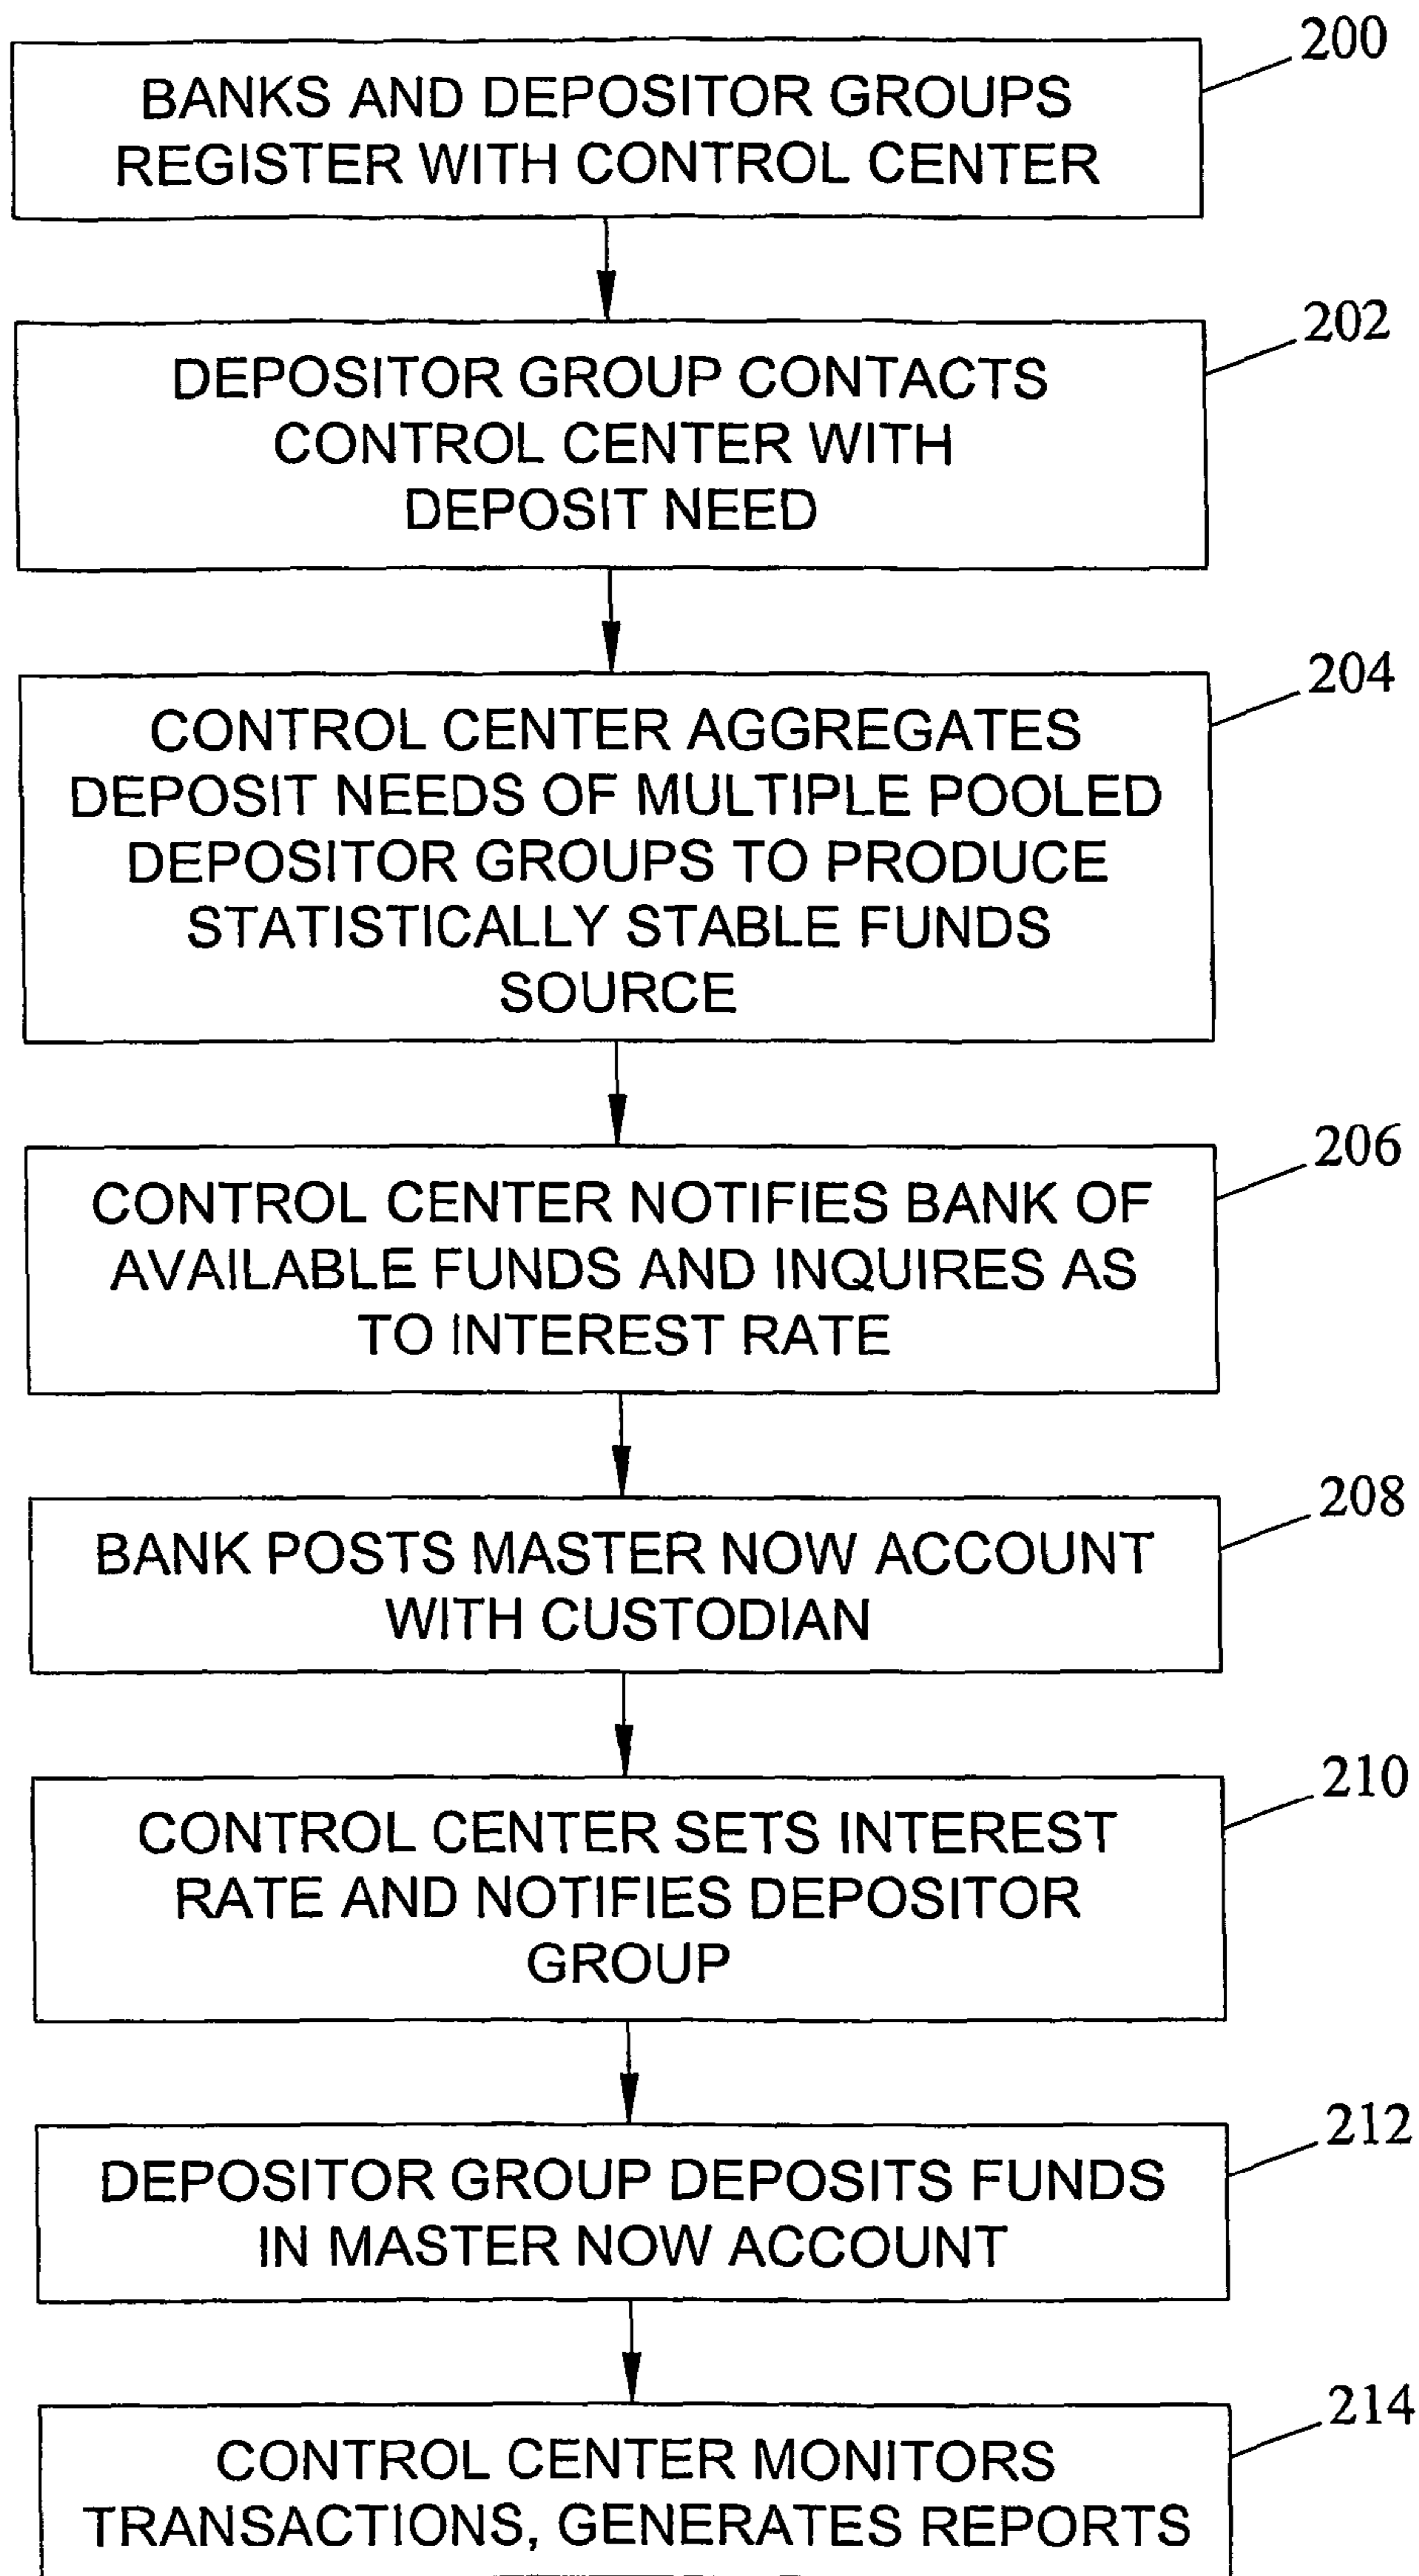 200
BANKS AND DEPOSITOR GROUPS
REGISTER WITH CONTROL CENTER
202
DEPOSITOR GROUP CONTACTS
CONTROL CENTER WITH
DEPOSIT NEED
204
CONTROL CENTER AGGREGATES
DEPOSIT NEEDS OF MULTIPLE POOLED
DEPOSITOR GROUPS TO PRODUCE
STATISTICALLY STABLE FUNDS
SOURCE
206
CONTROL CENTER NOTIFIES BANK OF
AVAILABLE FUNDS AND INQUIRES AS
TO INTEREST RATE
208
BANK POSTS MASTER NOW ACCOUNT
WITH CUSTODIAN
210
CONTROL CENTER SETS INTEREST
RATE AND NOTIFIES DEPOSITOR
GROUP
212
DEPOSITOR GROUP DEPOSITS FUNDS
IN MASTER NOW ACCOUNT
214
CONTROL CENTER MONITORS
TRANSACTIONS, GENERATES REPORTS